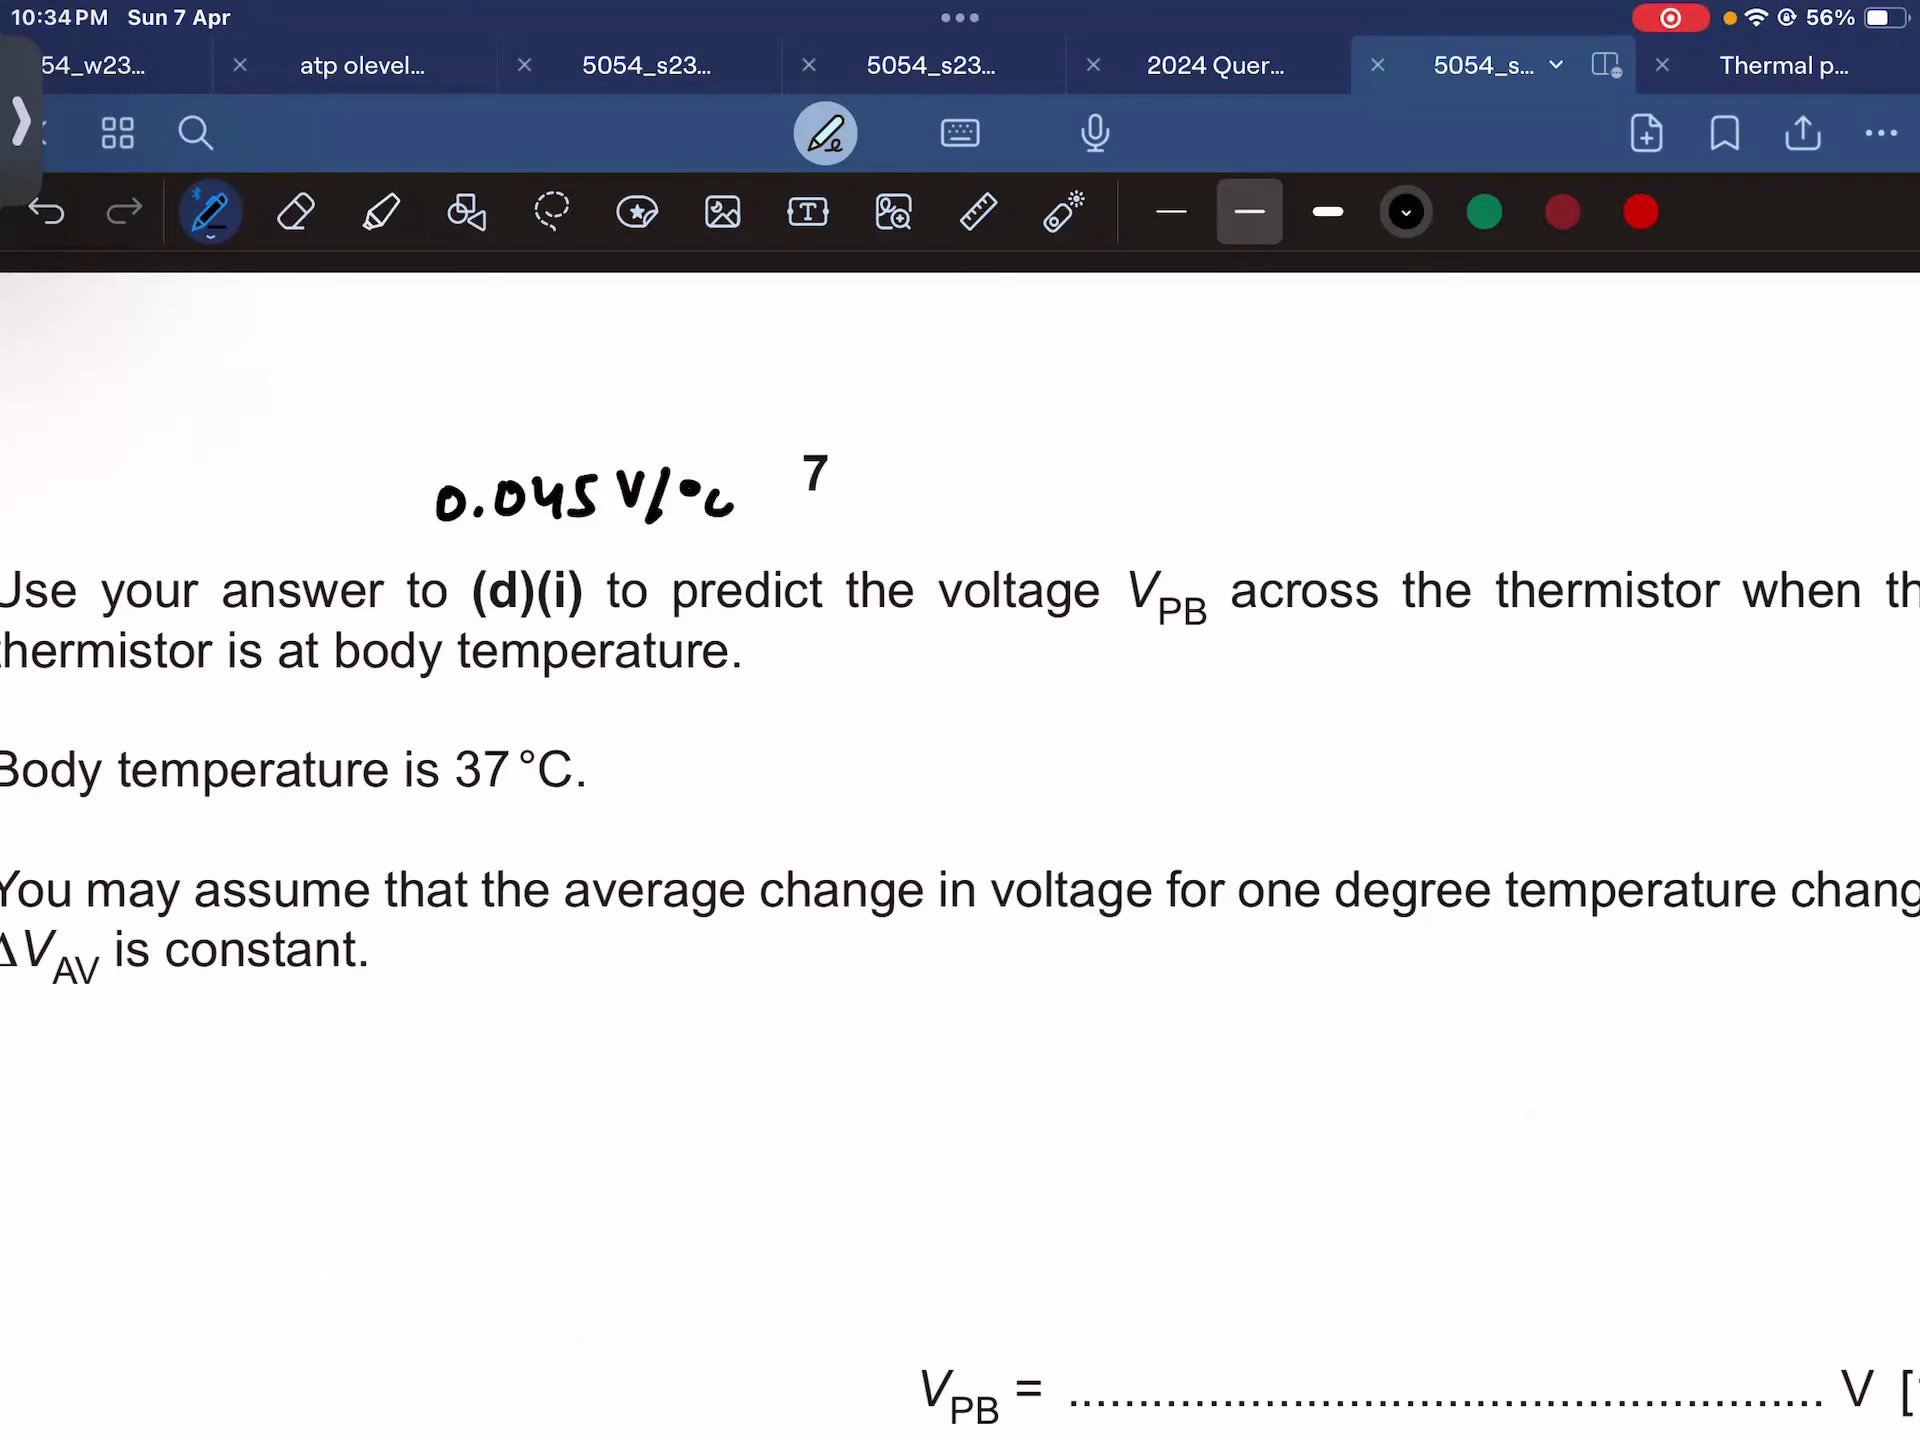 10:34 PM Sun 7 Apr 56%
54_w23... atp olevel... 5054_s23... 5054_s23... 2024 Quer... 5054_s... Thermal p...
0.045 V/°c 7
Use your answer to (d)(i) to predict the voltage VPB across the thermistor when th
thermistor is at body temperature.
Body temperature is 37 °C.
You may assume that the average change in voltage for one degree temperature chang
ΔVAV is constant.
VPB = ...................................................... V [